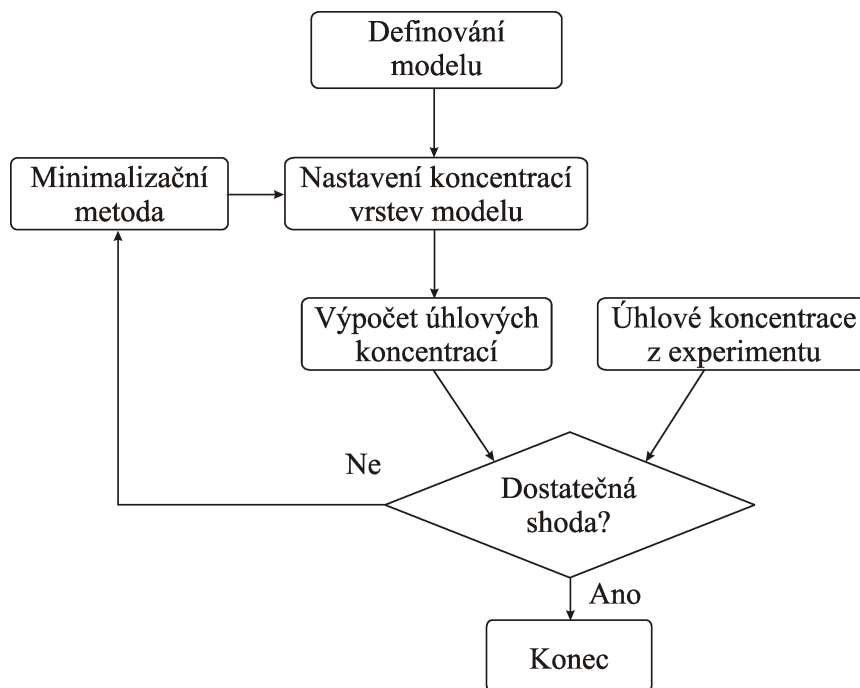 Definování
modelu
Minimalizační
metoda
Nastavení koncentrací
vrstev modelu
Výpočet úhlových
koncentrací
Úhlové koncentrace
z experimentu
Ne
Dostatečná
shoda?
Ano
Konec